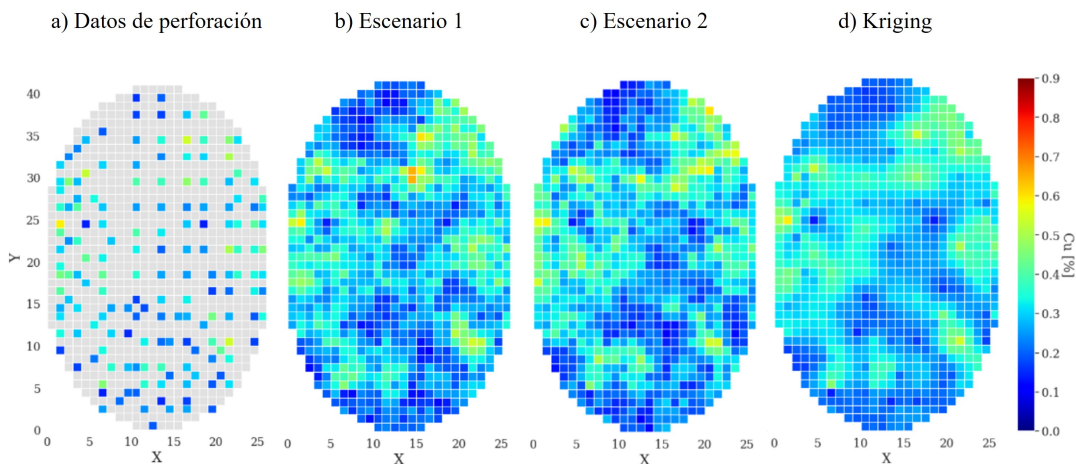 a) Datos de perforación
b) Escenario 1
c) Escenario 2
d) Kriging
40
35
30
25
20
15
10
5
0
Y
0 5 10 15 20 25
X
0 5 10 15 20 25
X
0 5 10 15 20 25
X
0 5 10 15 20 25
X
0.9
0.8
0.7
0.6
0.5
0.4
0.3
0.2
0.1
0.0
Cu [%]